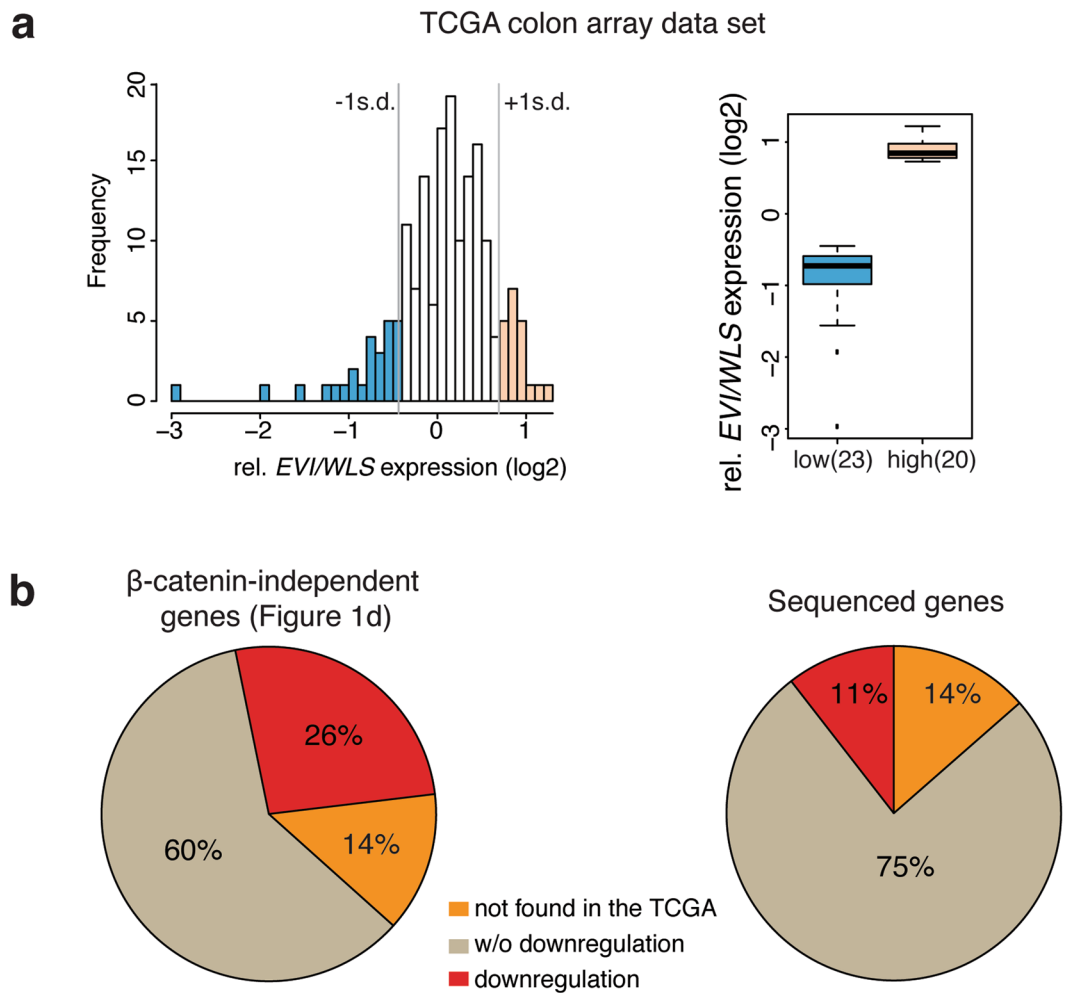 a
TCGA colon array data set
-1s.d.
+1s.d.
Frequency
0
5
10
15
20
−3
−2
−1
0
1
rel. EVI/WLS expression (log2)
rel. EVI/WLS expression (log2)
1
0
−1
−2
−3
low(23)
high(20)
b
β-catenin-independent
genes (Figure 1d)
26%
14%
60%
Sequenced genes
11%
14%
75%
not found in the TCGA
w/o downregulation
downregulation